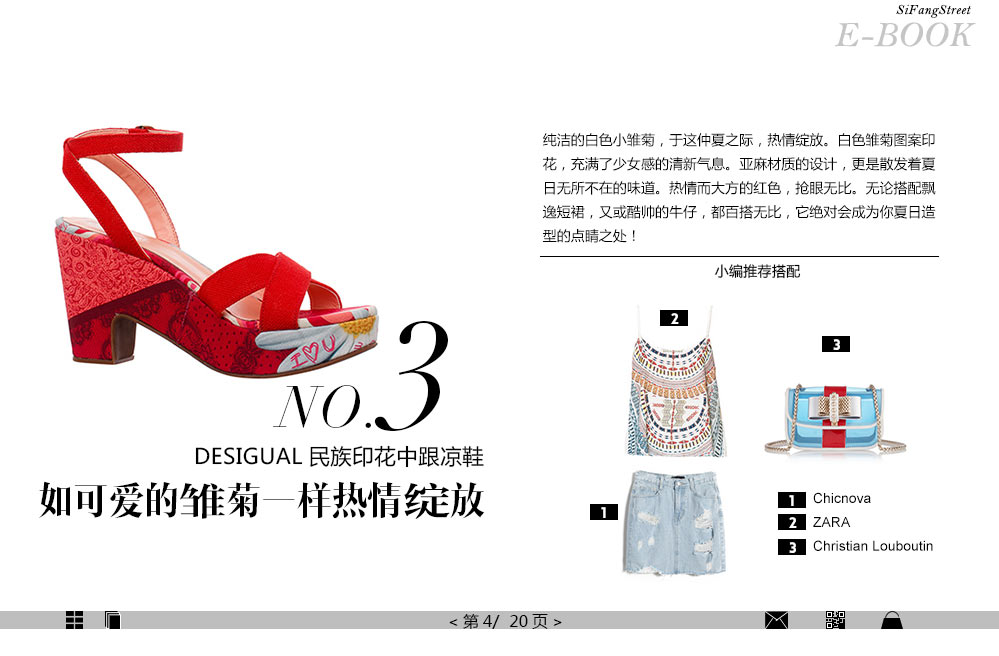 SiFangStreet
E-BOOK
纯洁的白色小雏菊，于这仲夏之际，热情绽放。白色雏菊图案印
花，充满了少女感的清新气息。亚麻材质的设计，更是散发着夏
日无所不在的味道。热情而大方的红色，抢眼无比。无论搭配飘
逸短裙，又或酷帅的牛仔，都百搭无比，它绝对会成为你夏日造
型的点睛之处！
小编推荐搭配
I♡U
NO.3
DESIGUAL 民族印花中跟凉鞋
如可爱的雏菊一样热情绽放
2
3
1
1 Chicnova
2 ZARA
3 Christian Louboutin
< 第 4/ 20 页 >